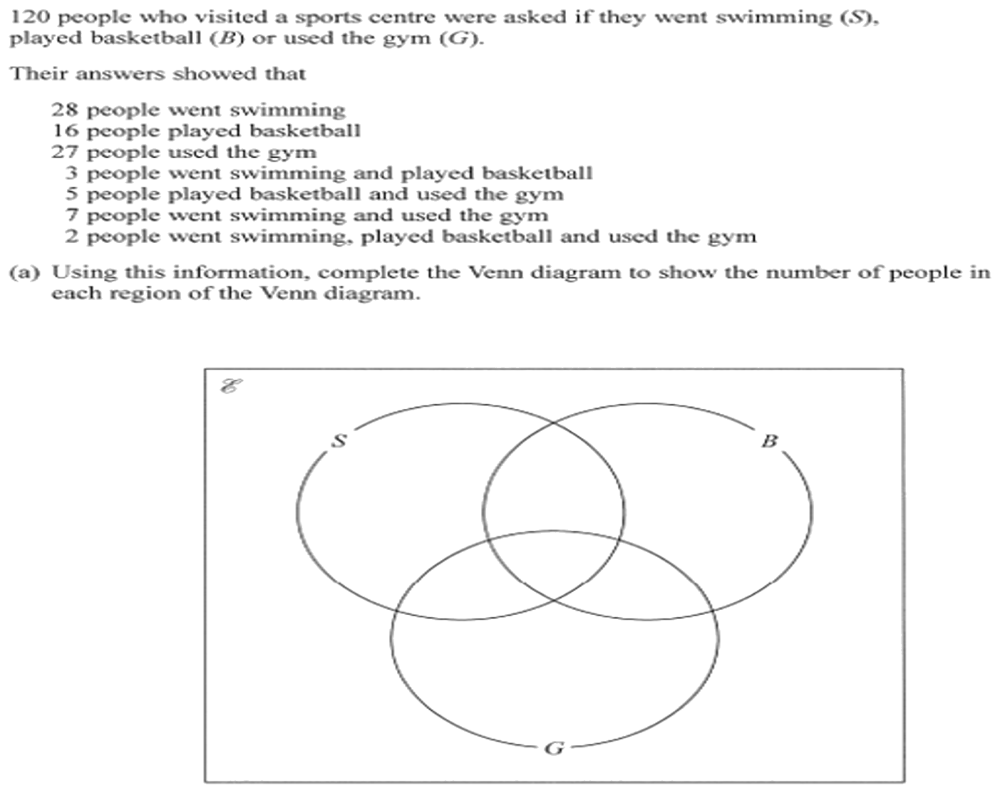 120 people who visited a sports centre were asked if they went swimming (S),
played basketball (B) or used the gym (G).
Their answers showed that
28 people went swimming
16 people played basketball
27 people used the gym
3 people went swimming and played basketball
5 people played basketball and used the gym
7 people went swimming and used the gym
2 people went swimming, played basketball and used the gym
(a) Using this information, complete the Venn diagram to show the number of people in
each region of the Venn diagram.
ℰ
S
B
G